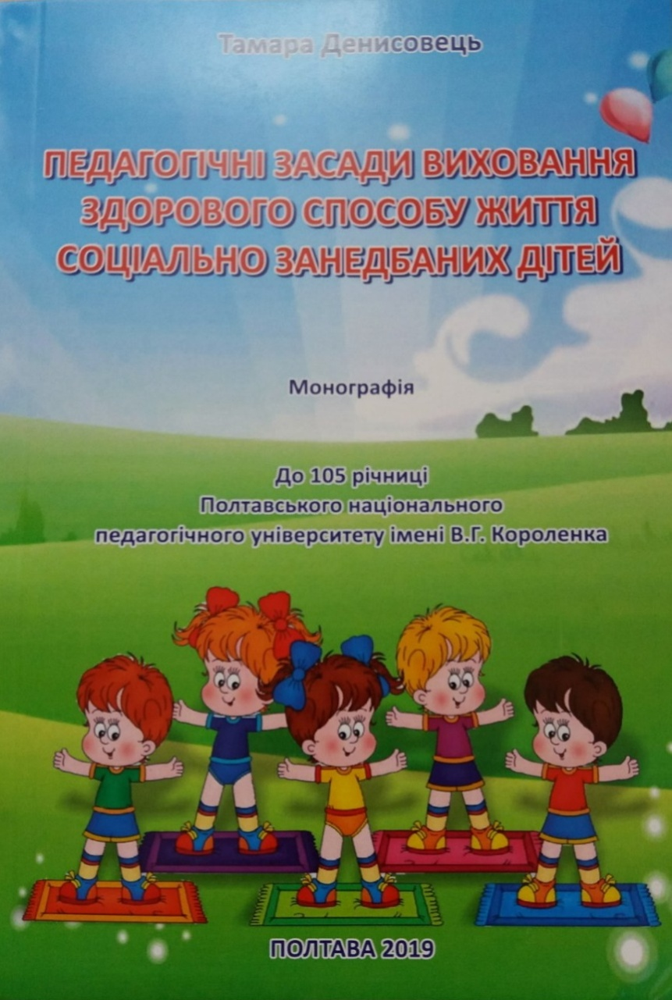 Тамара Денисовець
ПЕДАГОГІЧНІ ЗАСАДИ ВИХОВАННЯ
ЗДОРОВОГО СПОСОБУ ЖИТТЯ
СОЦІАЛЬНО ЗАНЕДБАНИХ ДІТЕЙ
Монографія
До 105 річниці
Полтавського національного
педагогічного університету імені В.Г. Короленка
ПОЛТАВА 2019